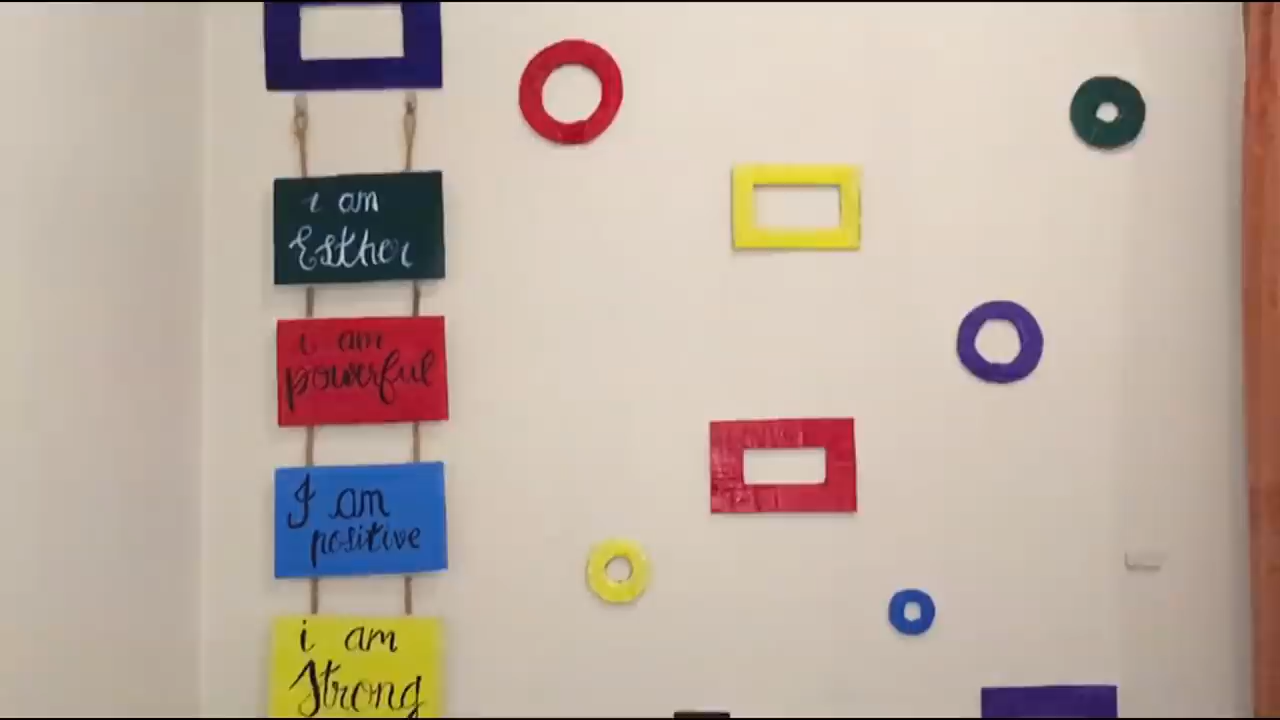 i am
Esther
i am
powerful
I am
positive
i am
Strong